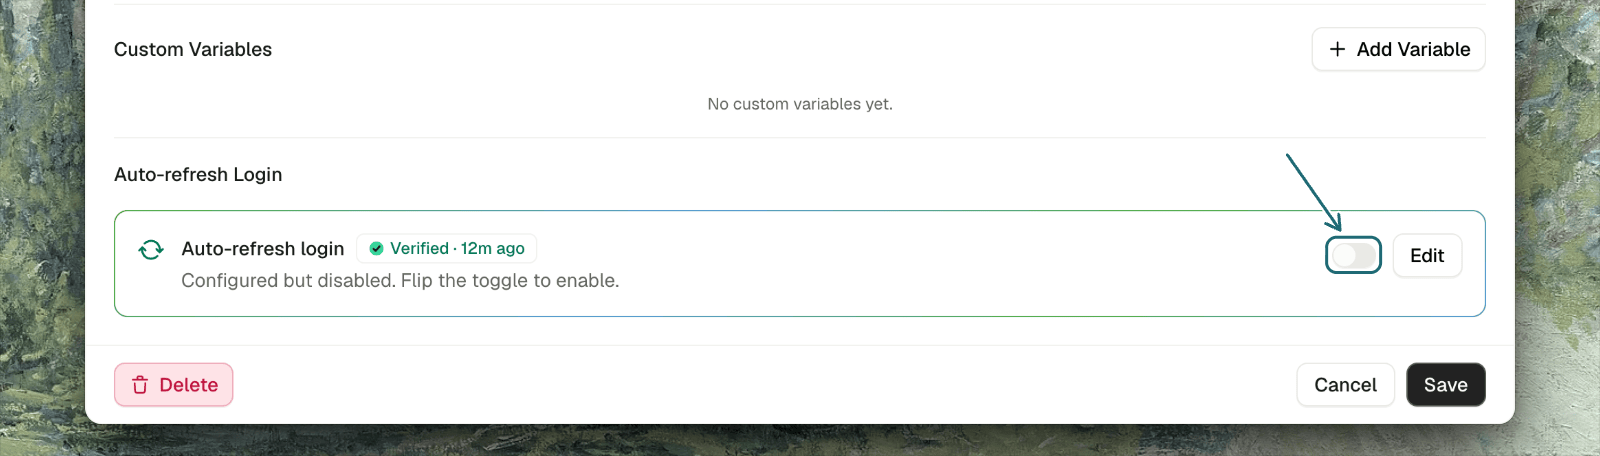 Custom Variables
+ Add Variable
No custom variables yet.
Auto-refresh Login
Auto-refresh login
Verified · 12m ago
Configured but disabled. Flip the toggle to enable.
Edit
Delete
Cancel
Save